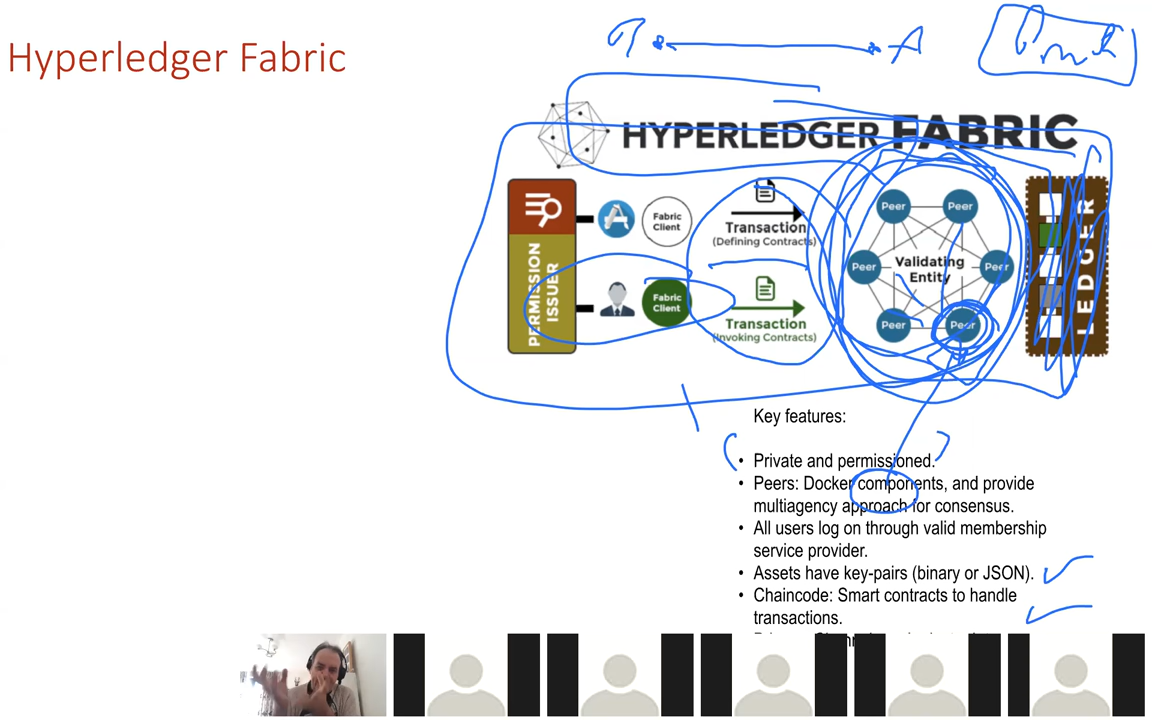 Hyperledger Fabric
HYPERLEDGER FABRIC
PERMISSION
ISSUER
Fabric
Client
Transaction
(Defining Contracts)
Fabric
Client
Transaction
(Invoking Contracts)
Peer
Peer
Peer
Validating
Entity
Peer
Peer
Peer
LEDGER
Key features:
• Private and permissioned.
• Peers: Docker components, and provide
multiagency approach for consensus.
• All users log on through valid membership
service provider.
• Assets have key-pairs (binary or JSON).
• Chaincode: Smart contracts to handle
transactions.